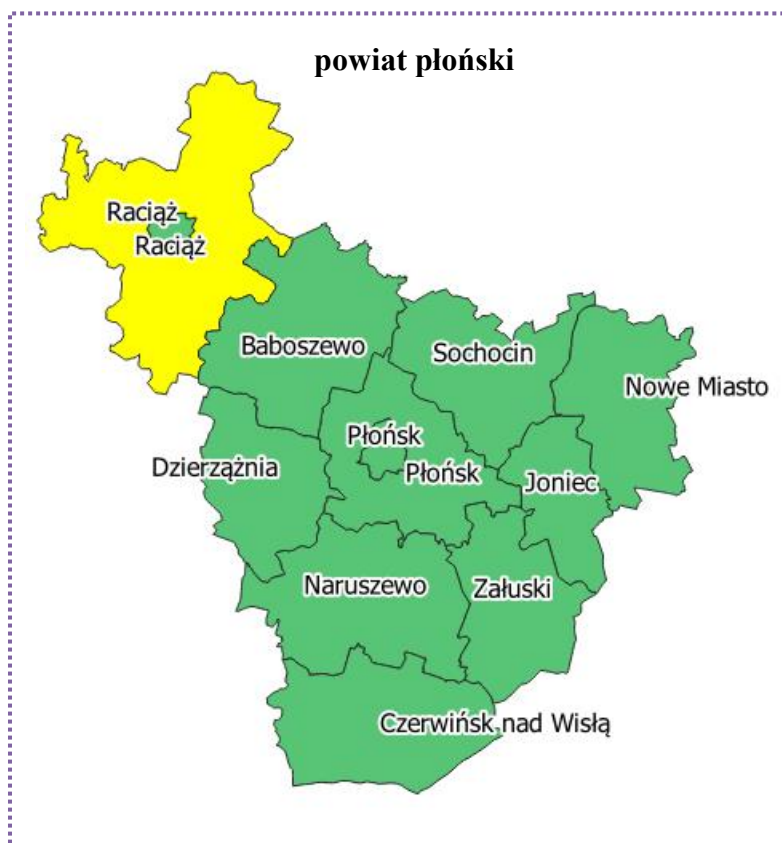 powiat płoński
Raciąż
Raciąż
Baboszewo
Sochocin
Nowe Miasto
Płońsk
Dzierzążnia
Płońsk
Joniec
Naruszewo
Załuski
Czerwińsk nad Wisłą